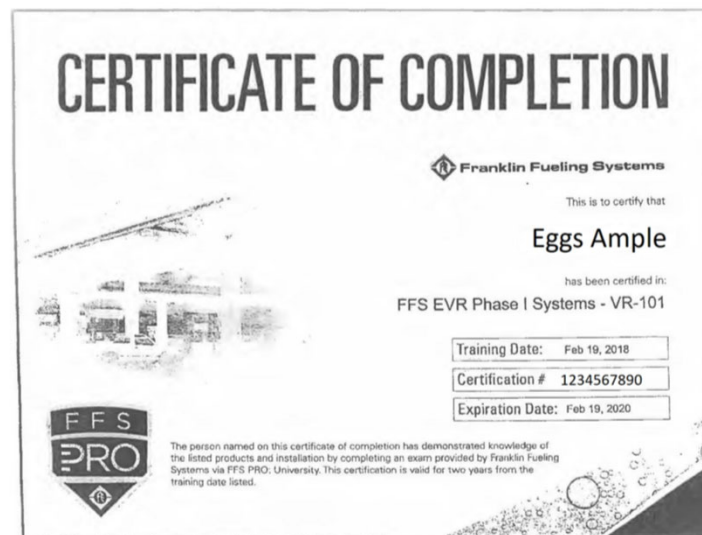 CERTIFICATE OF COMPLETION
Franklin Fueling Systems
This is to certify that
Eggs Ample
has been certified in:
FFS EVR Phase I Systems - VR-101
Training Date: Feb 19, 2018
Certification # 1234567890
Expiration Date: Feb 19, 2020
FFS
PRO
The person named on this certificate of completion has demonstrated knowledge of
the listed products and installation by completing an exam provided by Franklin Fueling
Systems via FFS PRO: University. This certification is valid for two years from the
training date listed.